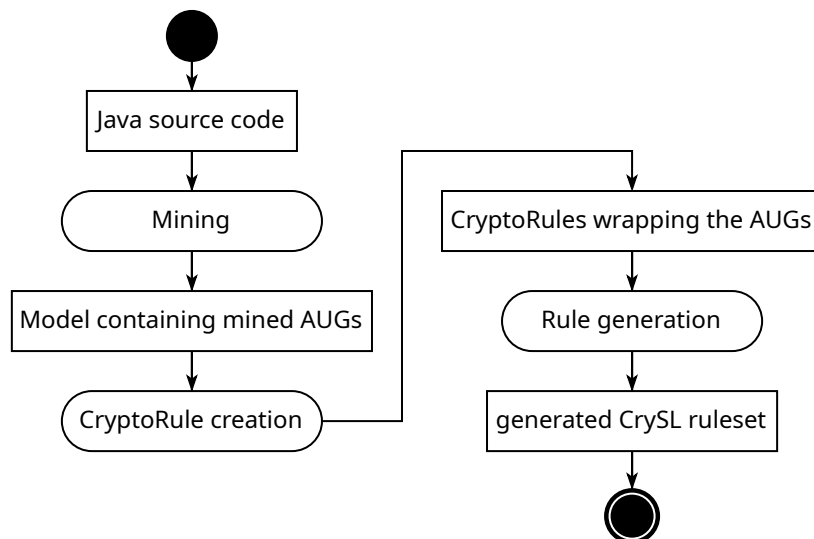 Java source code
Mining
Model containing mined AUGs
CryptoRule creation
CryptoRules wrapping the AUGs
Rule generation
generated CrySL ruleset